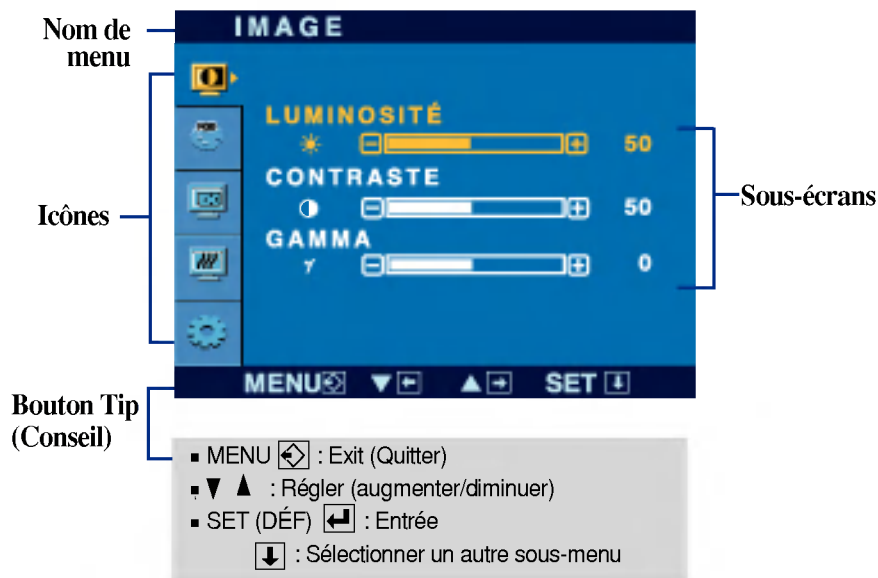 Nom de
menu
IMAGE
LUMINOSITÉ
50
CONTRASTE
50
GAMMA
γ 0
Icônes
Sous-écrans
MENU ▼ ▲ SET
Bouton Tip
(Conseil)
▪ MENU : Exit (Quitter)
▪ ▼ ▲ : Régler (augmenter/diminuer)
▪ SET (DÉF) : Entrée
: Sélectionner un autre sous-menu